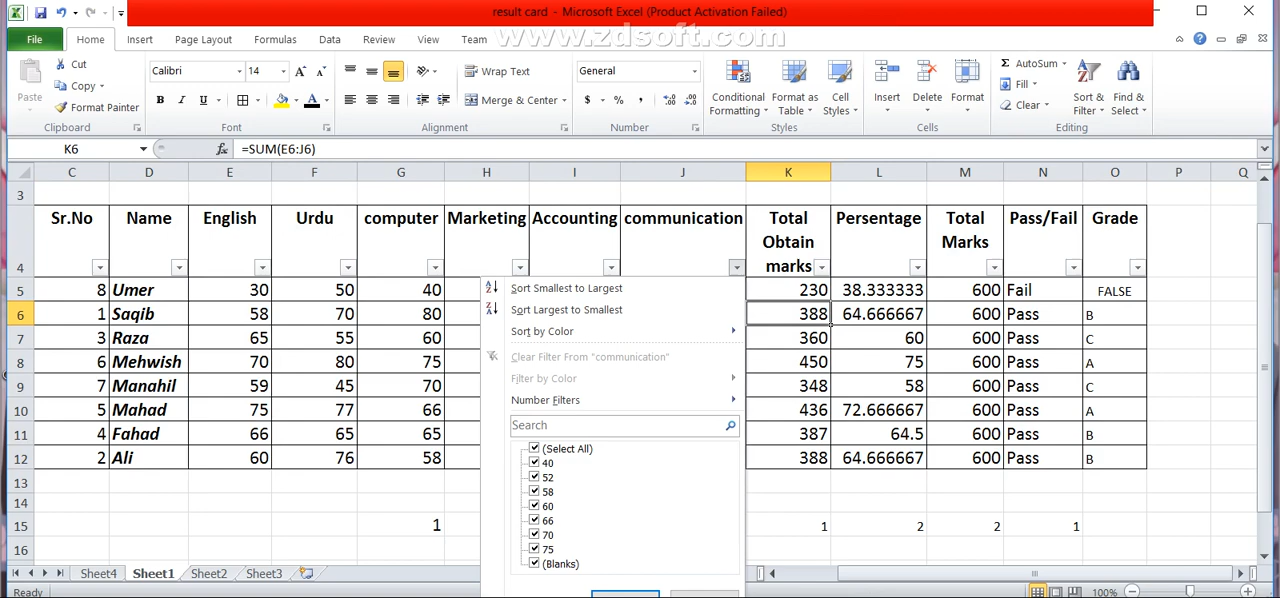 result card - Microsoft Excel (Product Activation Failed)
File Home Insert Page Layout Formulas Data Review View Team
www.zdsoft.com
Paste Cut Copy Format Painter Clipboard
Calibri 14 B I U A Font
Wrap Text Merge & Center Alignment
General $ % , Number
Conditional Formatting Format as Table Cell Styles Styles
Insert Delete Format Cells
AutoSum Fill Clear Sort & Filter Find & Select Editing
K6 fx =SUM(E6:J6)
C D E F G H I J K L M N O P Q
3
4 Sr.No Name English Urdu computer Marketing Accounting communication Total Obtain marks Persentage Total Marks Pass/Fail Grade
5 8 Umer 30 50 40 230 38.333333 600 Fail FALSE
6 1 Saqib 58 70 80 388 64.666667 600 Pass B
7 3 Raza 65 55 60 360 60 600 Pass C
8 6 Mehwish 70 80 75 450 75 600 Pass A
9 7 Manahil 59 45 70 348 58 600 Pass C
10 5 Mahad 75 77 66 436 72.666667 600 Pass A
11 4 Fahad 66 65 65 387 64.5 600 Pass B
12 2 Ali 60 76 58 388 64.666667 600 Pass B
13
14
15 1 1 2 2 1
16
Sort Smallest to Largest
Sort Largest to Smallest
Sort by Color
Clear Filter From "communication"
Filter by Color
Number Filters
Search
(Select All)
40
52
58
60
66
70
75
(Blanks)
Sheet4 Sheet1 Sheet2 Sheet3
Ready 100%